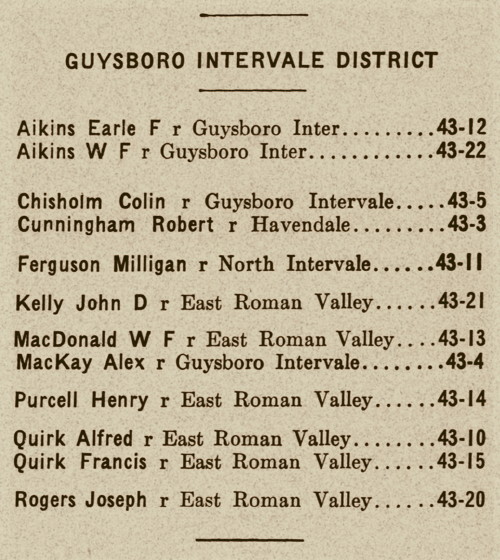 GUYSBORO INTERVALE DISTRICT
Aikins Earle F r Guysboro Inter.........43-12
Aikins W F r Guysboro Inter.............43-22
Chisholm Colin r Guysboro Intervale.....43-5
Cunningham Robert r Havendale.....43-3
Ferguson Milligan r North Intervale......43-11
Kelly John D r East Roman Valley......43-21
MacDonald W F r East Roman Valley....43-13
MacKay Alex r Guysboro Intervale........43-4
Purcell Henry r East Roman Valley......43-14
Quirk Alfred r East Roman Valley........43-10
Quirk Francis r East Roman Valley......43-15
Rogers Joseph r East Roman Valley......43-20